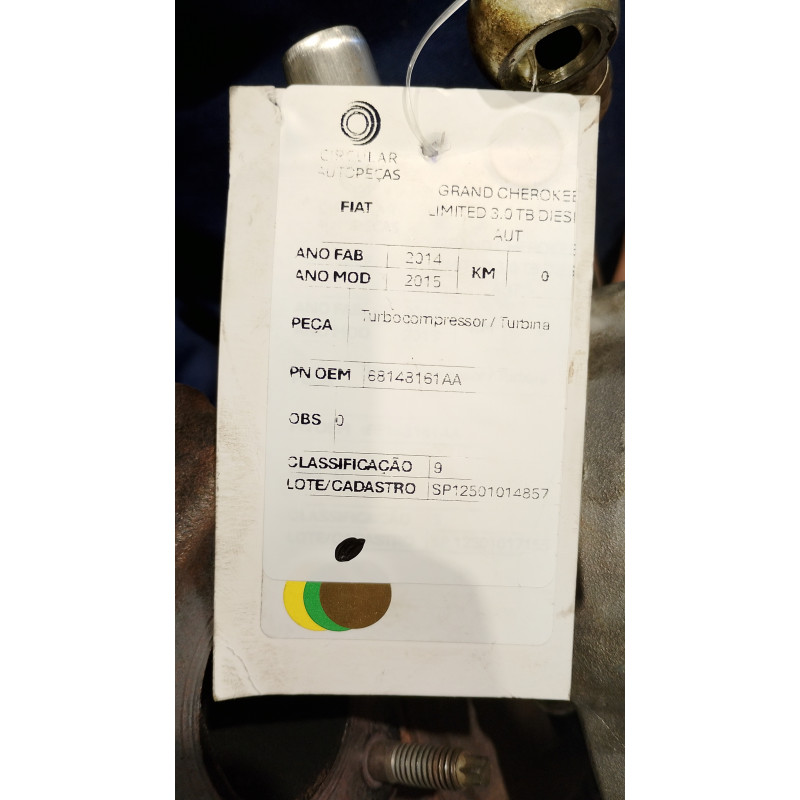 CIRCULAR
AUTOPEÇAS
FIAT
GRAND CHEROKEE
LIMITED 3.0 TB DIES
AUT
ANO FAB 2014
ANO MOD 2015
KM 0
PEÇA Turbocompressor / Turbina
PN OEM 68148161AA
OBS 0
CLASSIFICAÇÃO 9
LOTE/CADASTRO SP12501014857